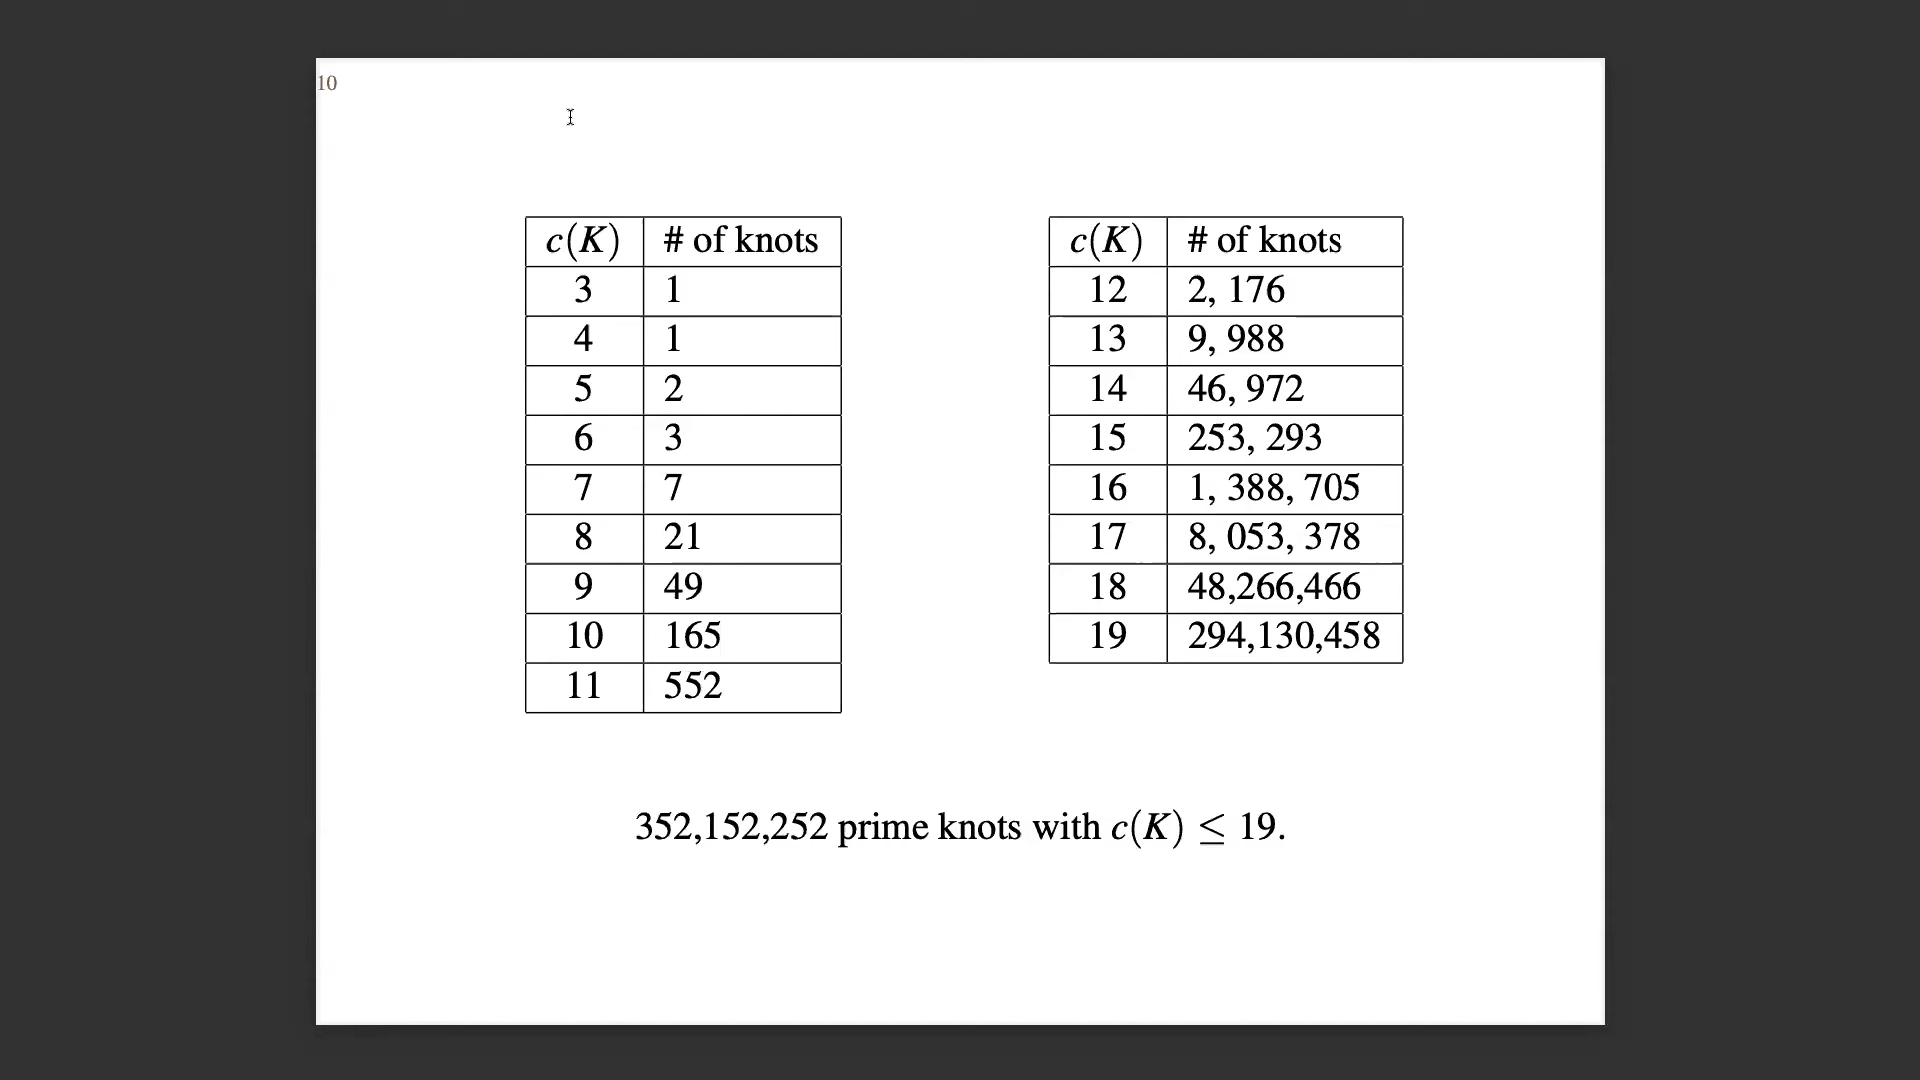 10
c(K) # of knots
3 1
4 1
5 2
6 3
7 7
8 21
9 49
10 165
11 552
c(K) # of knots
12 2, 176
13 9, 988
14 46, 972
15 253, 293
16 1, 388, 705
17 8, 053, 378
18 48,266,466
19 294,130,458
352,152,252 prime knots with c(K) ≤ 19.